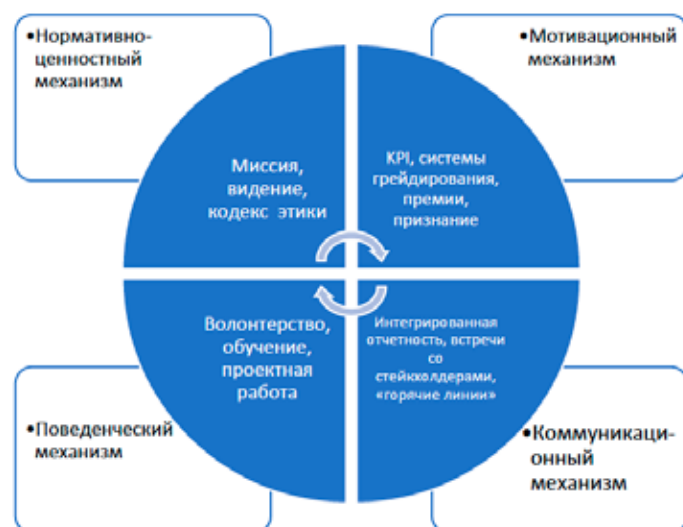 •Нормативно-
ценностный
механизм
•Мотивационный
механизм
Миссия,
видение,
кодекс этики
KPI, системы
грейдирования,
премии,
признание
Волонтерство,
обучение,
проектная
работа
Интегрированная
отчетность, встречи
со
стейкхолдерами,
«горячие линии»
•Поведенческий
механизм
•Коммуникаци-
онный
механизм